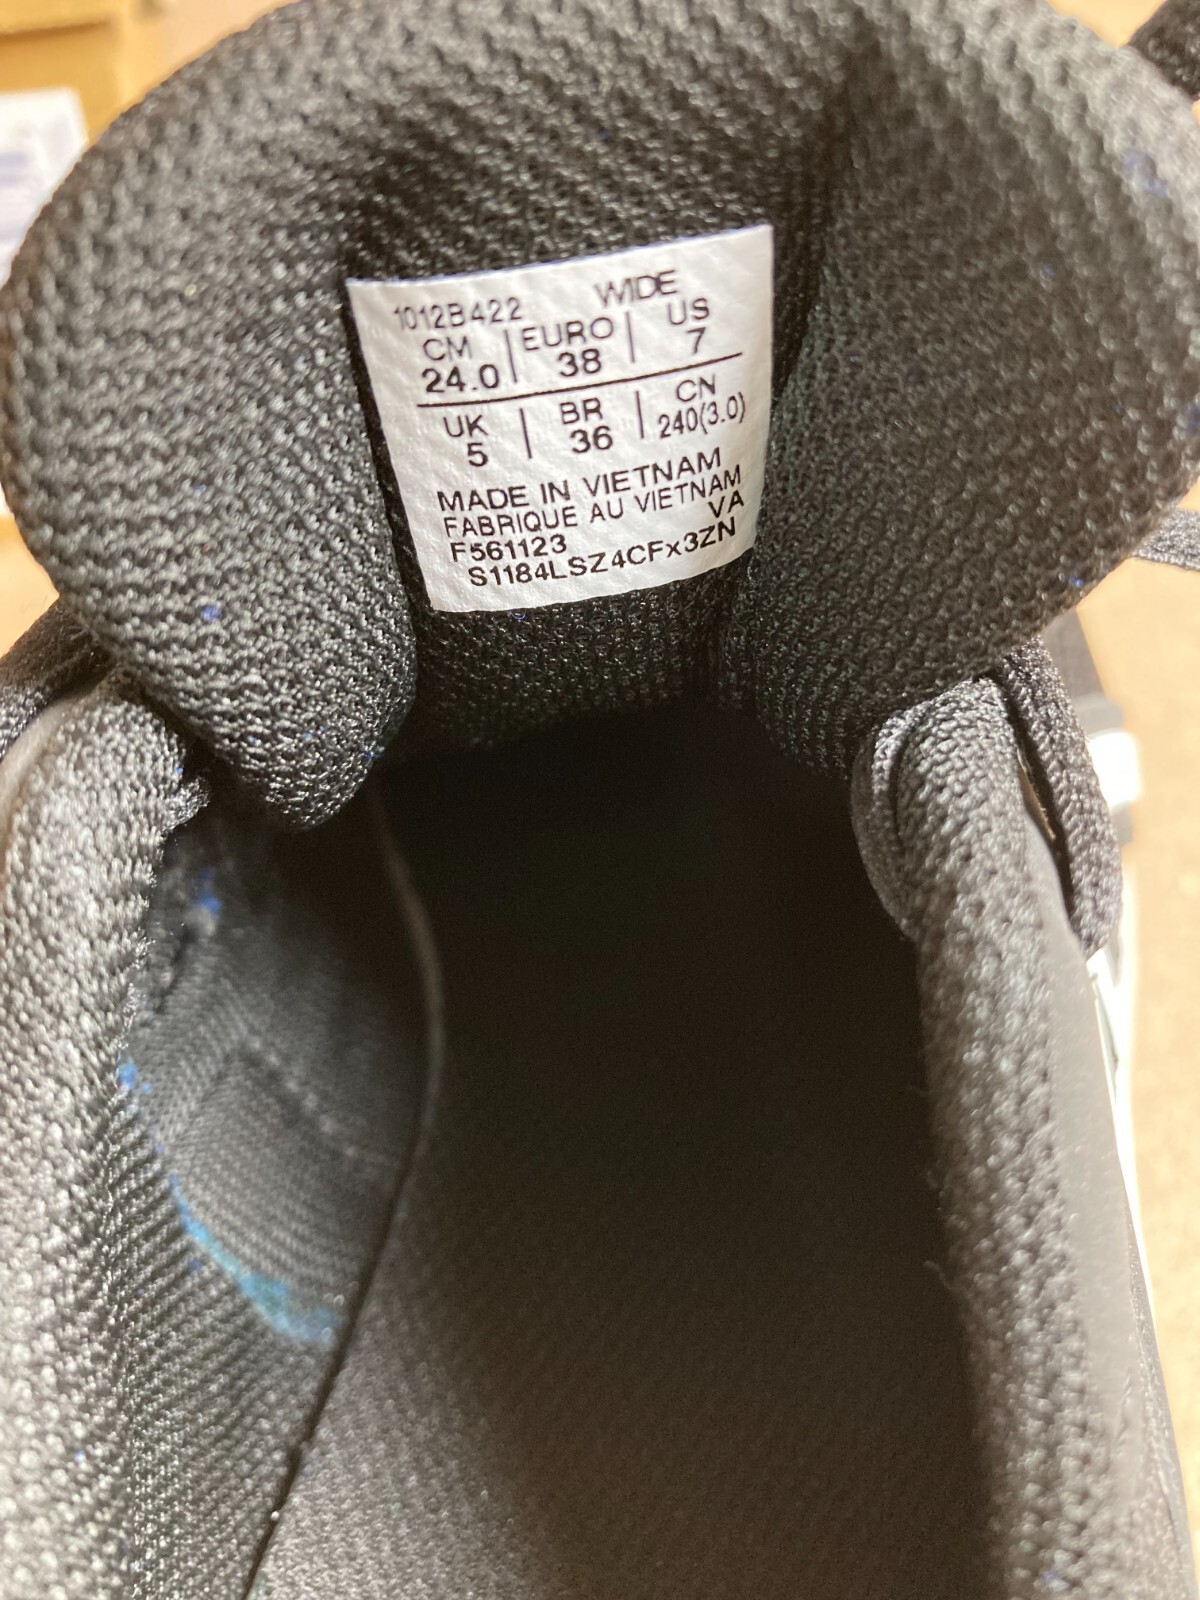 1012B422 WIDE
CM | EURO | US
24.0 | 38 | 7
UK | BR | CN
5 | 36 | 240(3.0)
MADE IN VIETNAM
FABRIQUE AU VIETNAM
F561123 VA
S1184LSZ4CFx3ZN